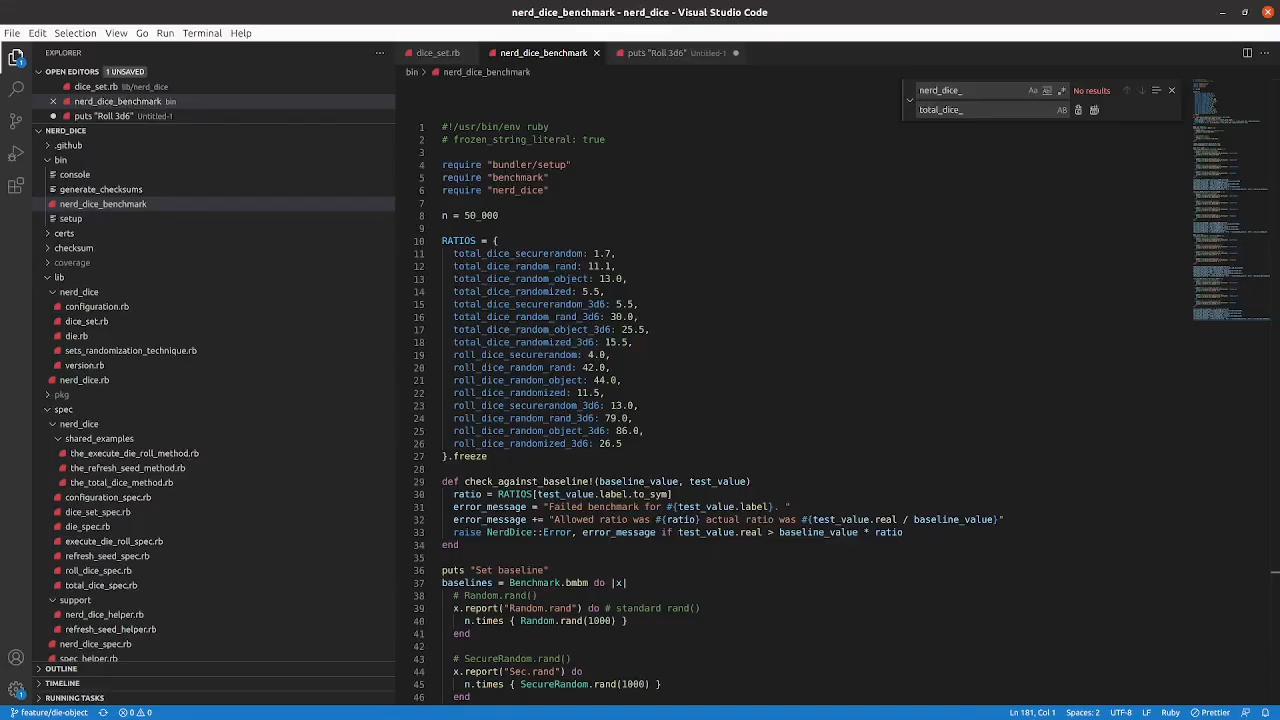 nerd_dice_benchmark - nerd_dice - Visual Studio Code
File Edit Selection View Go Run Terminal Help
EXPLORER
OPEN EDITORS 1 UNSAVED
dice_set.rb lib/nerd_dice
nerd_dice_benchmark bin
puts "Roll 3d6" Untitled-1
NERD_DICE
.github
bin
console
generate_checksums
nerd_dice_benchmark
setup
certs
checksum
coverage
lib
nerd_dice
configuration.rb
dice_set.rb
die.rb
sets_randomization_technique.rb
version.rb
nerd_dice.rb
pkg
spec
nerd_dice
shared_examples
the_execute_die_roll_method.rb
the_refresh_seed_method.rb
the_total_dice_method.rb
configuration_spec.rb
dice_set_spec.rb
die_spec.rb
execute_die_roll_spec.rb
refresh_seed_spec.rb
roll_dice_spec.rb
total_dice_spec.rb
support
nerd_dice_helper.rb
refresh_seed_helper.rb
nerd_dice_spec.rb
spec_helper.rb
OUTLINE
TIMELINE
RUNNING TASKS
dice_set.rb nerd_dice_benchmark puts "Roll 3d6" Untitled-1
bin > nerd_dice_benchmark
nerd_dice_ Aa Ab .* No results
total_dice_ AB
1 #!/usr/bin/env ruby
2 # frozen_string_literal: true
3
4 require "bundler/setup"
5 require "benchmark"
6 require "nerd_dice"
7
8 n = 50_000
9
10 RATIOS = {
11 total_dice_securerandom: 1.7,
12 total_dice_random_rand: 11.1,
13 total_dice_random_object: 13.0,
14 total_dice_randomized: 5.5,
15 total_dice_securerandom_3d6: 5.5,
16 total_dice_random_rand_3d6: 30.0,
17 total_dice_random_object_3d6: 25.5,
18 total_dice_randomized_3d6: 15.5,
19 roll_dice_securerandom: 4.0,
20 roll_dice_random_rand: 42.0,
21 roll_dice_random_object: 44.0,
22 roll_dice_randomized: 11.5,
23 roll_dice_securerandom_3d6: 13.0,
24 roll_dice_random_rand_3d6: 79.0,
25 roll_dice_random_object_3d6: 86.0,
26 roll_dice_randomized_3d6: 26.5
27 }.freeze
28
29 def check_against_baseline!(baseline_value, test_value)
30 ratio = RATIOS[test_value.label.to_sym]
31 error_message = "Failed benchmark for #{test_value.label}. "
32 error_message += "Allowed ratio was #{ratio} actual ratio was #{test_value.real / baseline_value}"
33 raise NerdDice::Error, error_message if test_value.real > baseline_value * ratio
34 end
35
36 puts "Set baseline"
37 baselines = Benchmark.bmbm do |x|
38 # Random.rand()
39 x.report("Random.rand") do # standard rand()
40 n.times { Random.rand(1000) }
41 end
42
43 # SecureRandom.rand()
44 x.report("Sec.rand") do
45 n.times { SecureRandom.rand(1000) }
46 end
feature/die-object 0 0 Ln 181, Col 1 Spaces: 2 UTF-8 LF Ruby Prettier